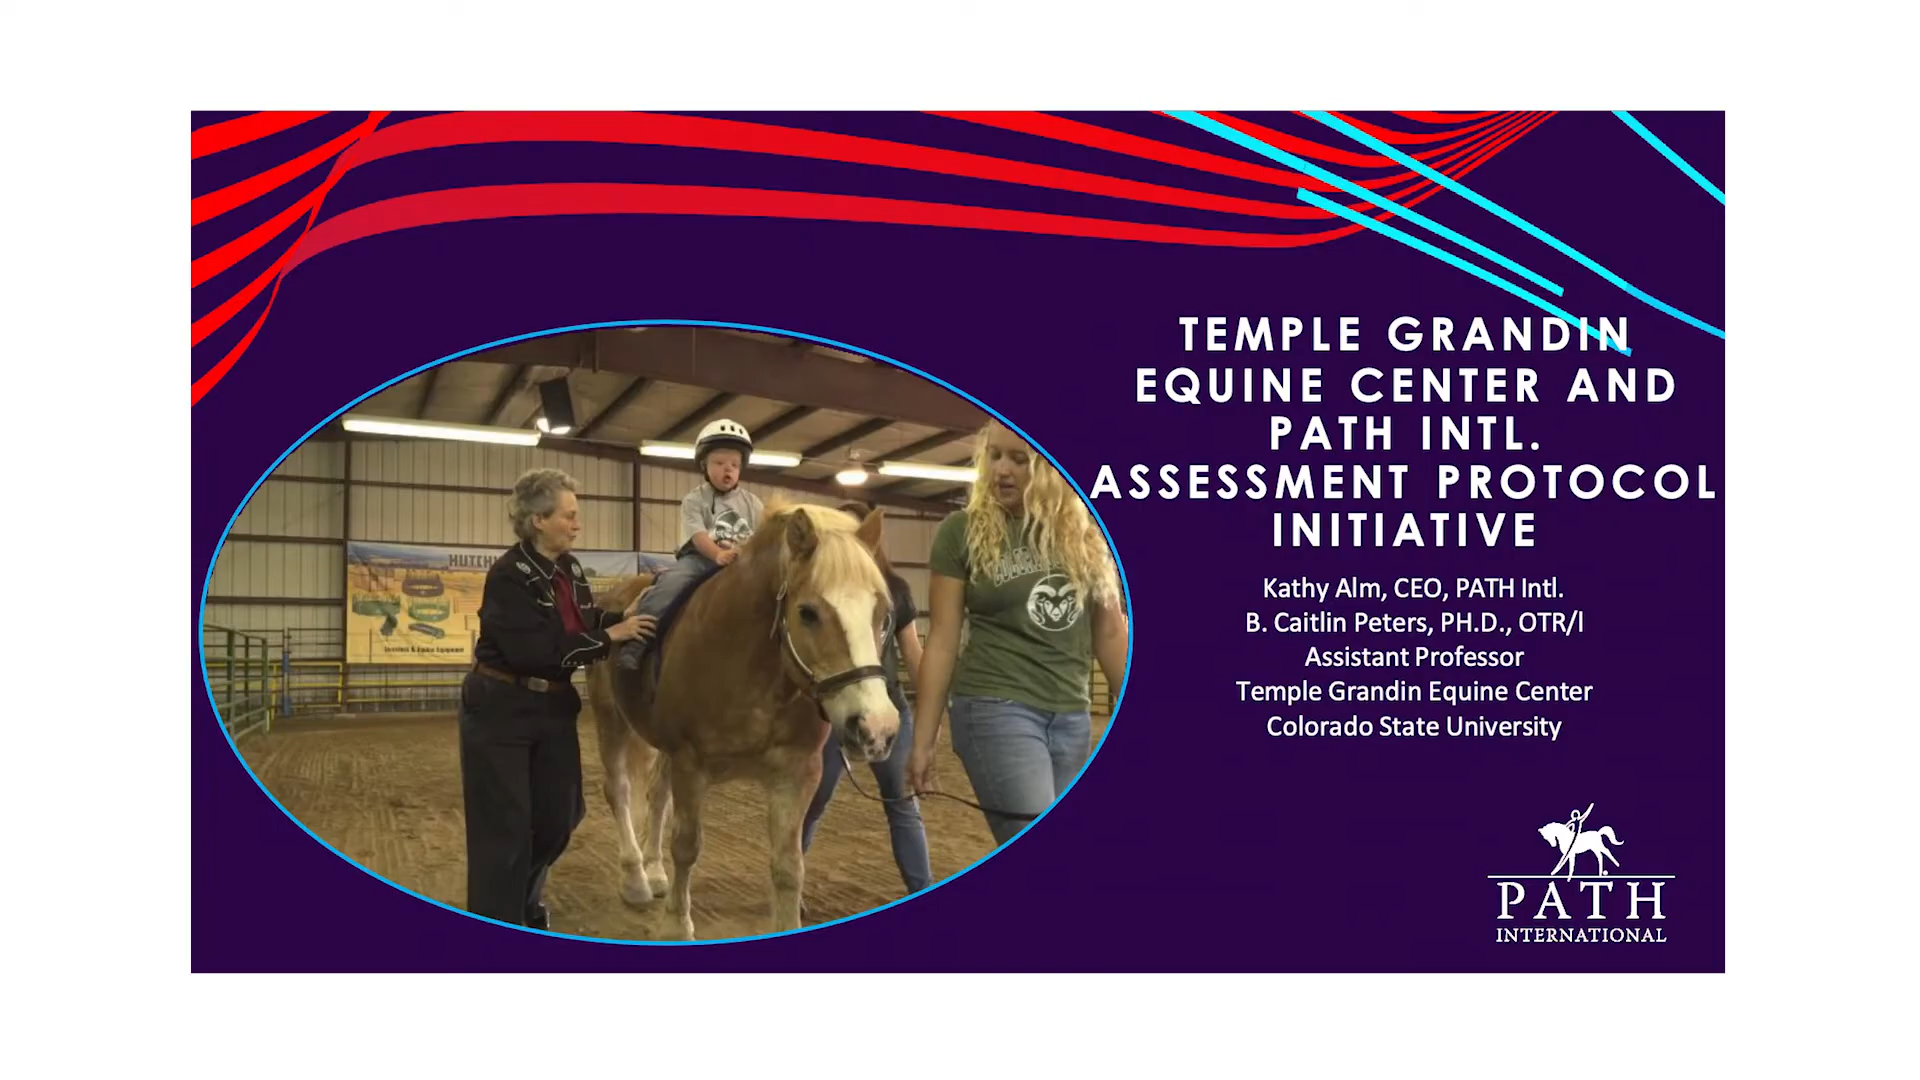 TEMPLE GRANDIN
EQUINE CENTER AND
PATH INTL.
ASSESSMENT PROTOCOL
INITIATIVE
Kathy Alm, CEO, PATH Intl.
B. Caitlin Peters, PH.D., OTR/l
Assistant Professor
Temple Grandin Equine Center
Colorado State University
PATH
INTERNATIONAL